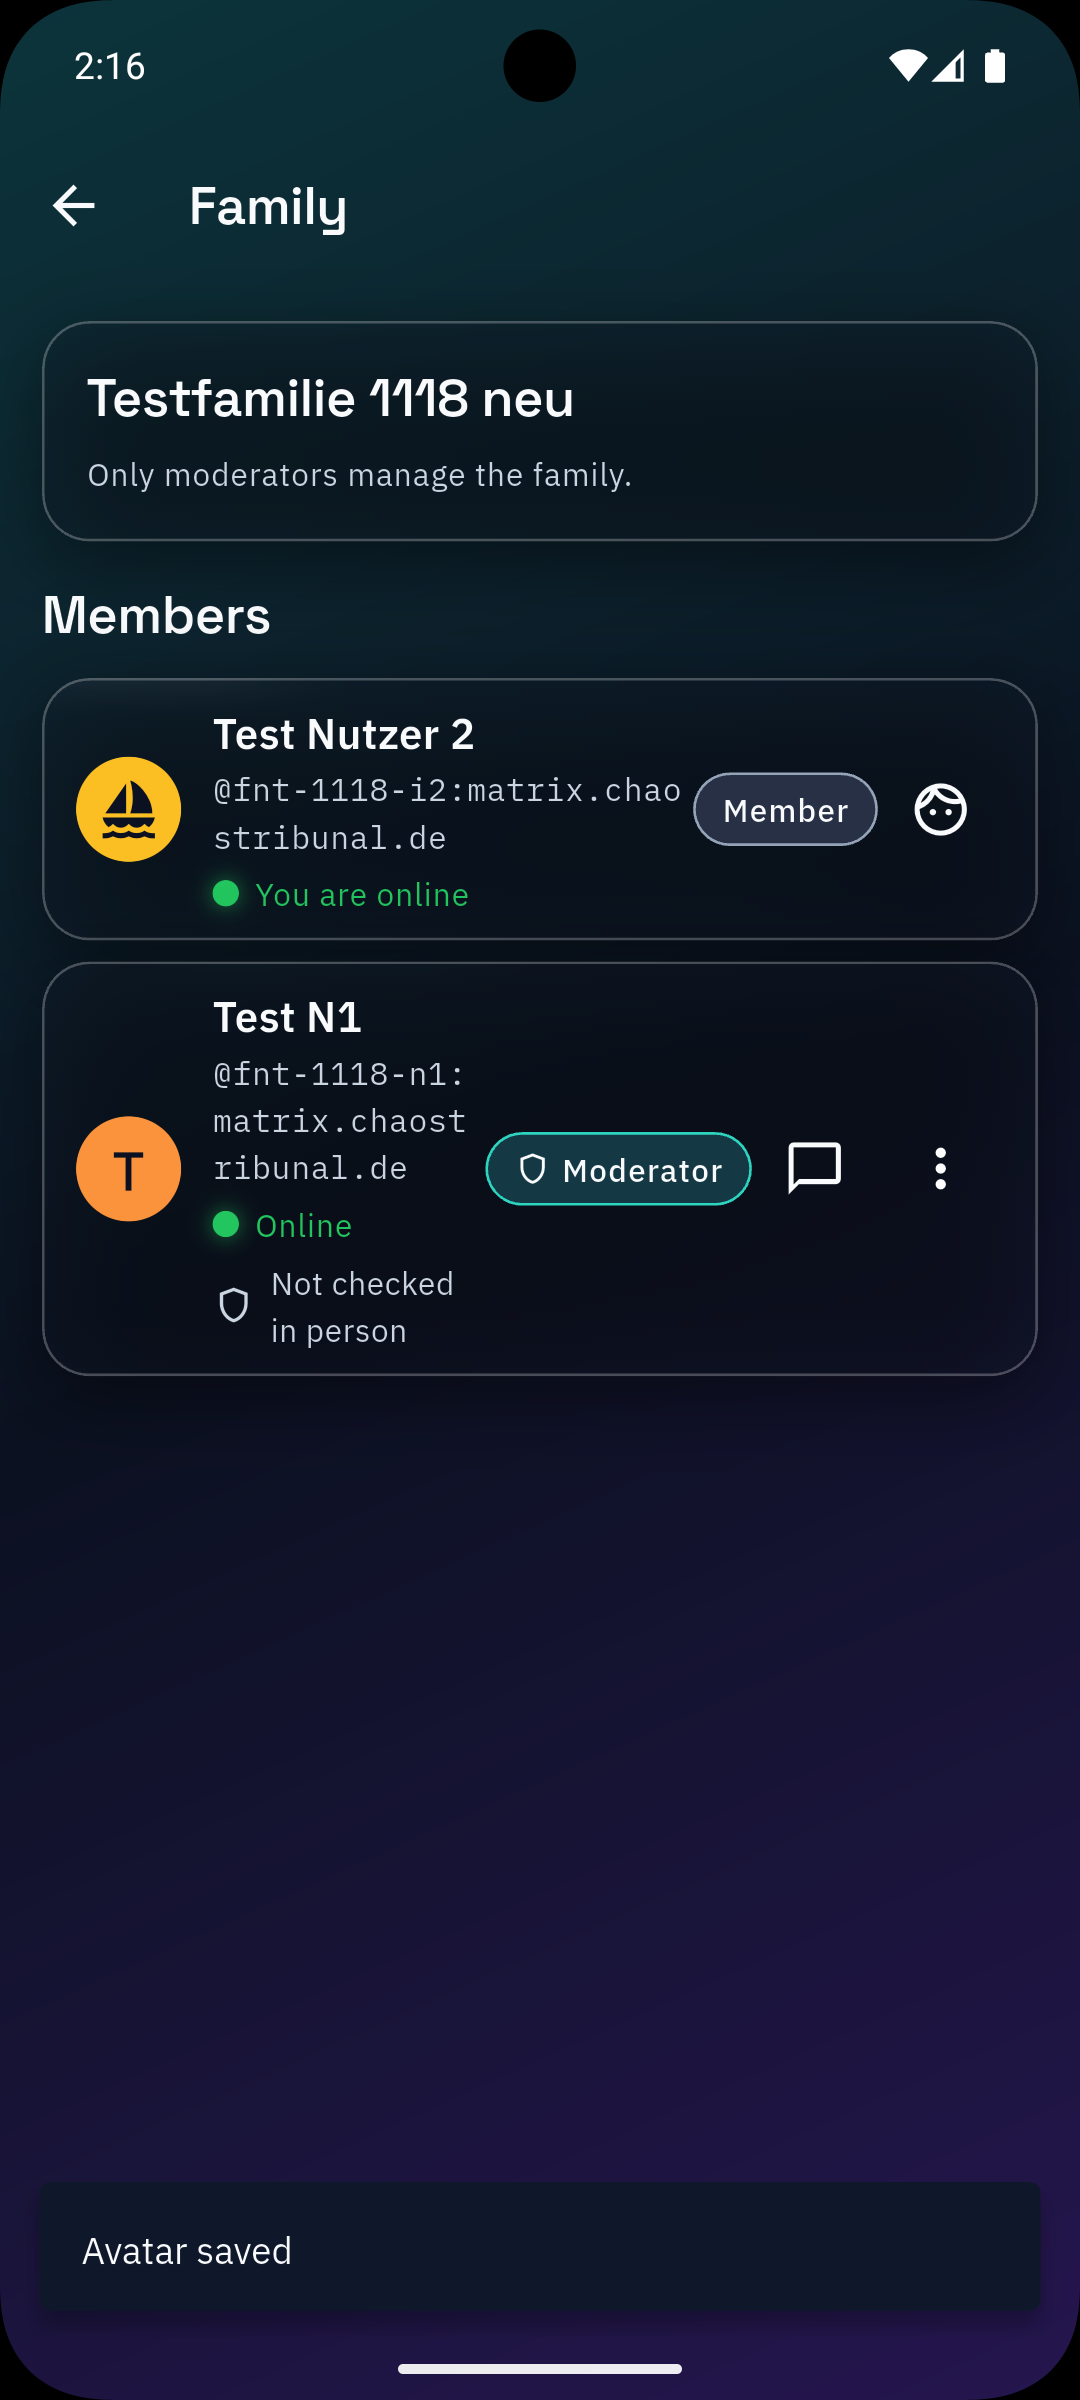 2:16
Family
Testfamilie 1118 neu
Only moderators manage the family.
Members
Test Nutzer 2
@fnt-1118-i2:matrix.chao
stribunal.de
Member
You are online
Test N1
@fnt-1118-n1:
matrix.chaost
ribunal.de
T
Moderator
Online
Not checked
in person
Avatar saved